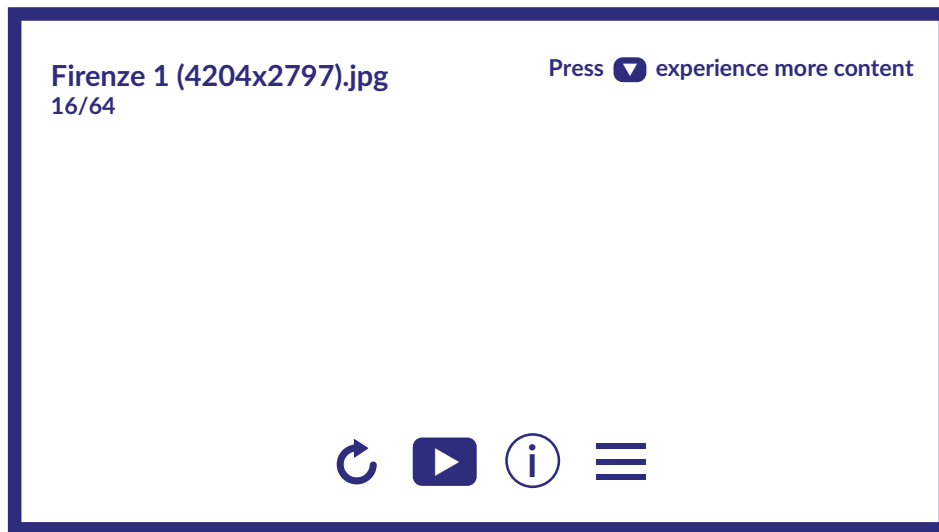 Firenze 1 (4204x2797).jpg
16/64
Press ▼ experience more content
i